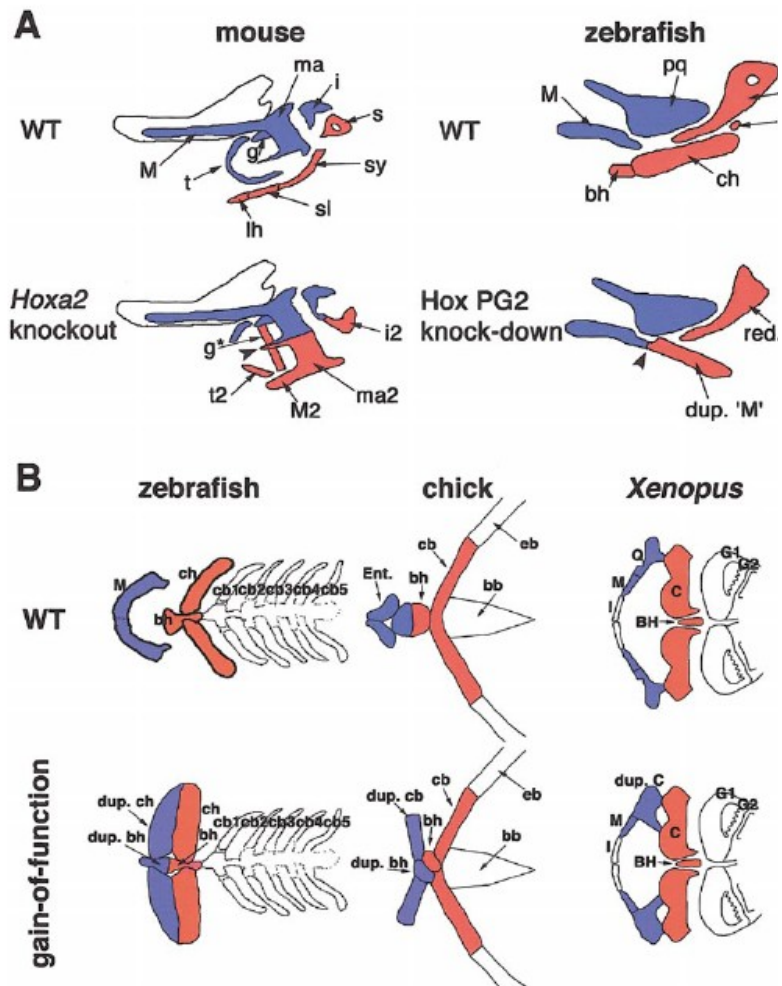 A
mouse
zebrafish
WT
ma
i
s
M
g
t
sy
sl
lh
WT
M
pq
bh
ch
Hoxa2
knockout
g*
t2
M2
ma2
i2
Hox PG2
knock-down
red.
dup. 'M'
B
zebrafish
chick
Xenopus
WT
M
ch
bh
cb1cb2cb3cb4cb5
Ent.
bh
cb
eb
bb
Q
M
I
C
BH
G1
G2
gain-of-function
dup. ch
dup. bh
ch
bh
cb1cb2cb3cb4cb5
dup. cb
dup. bh
bh
cb
eb
bb
dup. C
M
I
C
BH
G1
G2